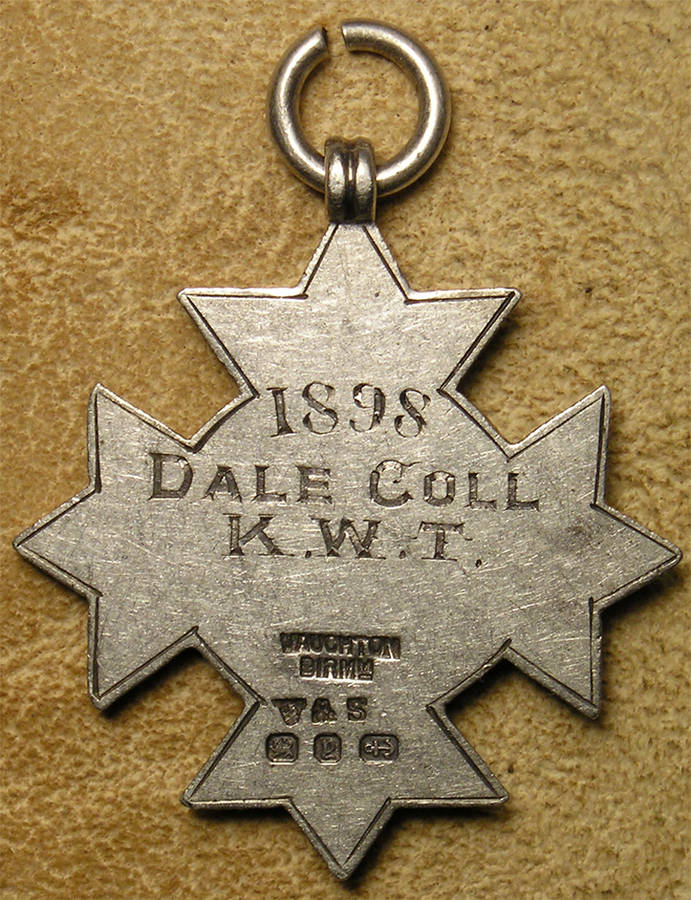 1898
DALE COLL
K.W.T.
VAUGHTON
BIRMM
V & S